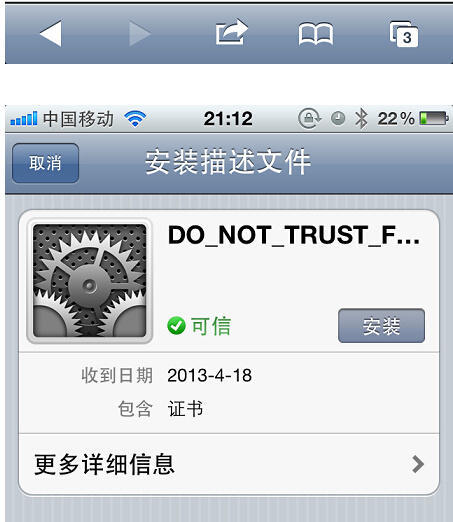 3
中国移动 21:12 22%
取消 安装描述文件
DO_NOT_TRUST_F...
可信 安装
收到日期 2013-4-18
包含 证书
更多详细信息